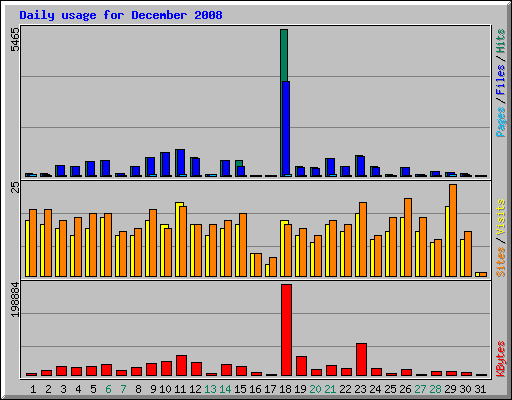 Daily usage for December 2008
5465
Pages / Files / Hits
25
Sites / Visits
198884
KBytes
1 2 3 4 5 6 7 8 9 10 11 12 13 14 15 16 17 18 19 20 21 22 23 24 25 26 27 28 29 30 31